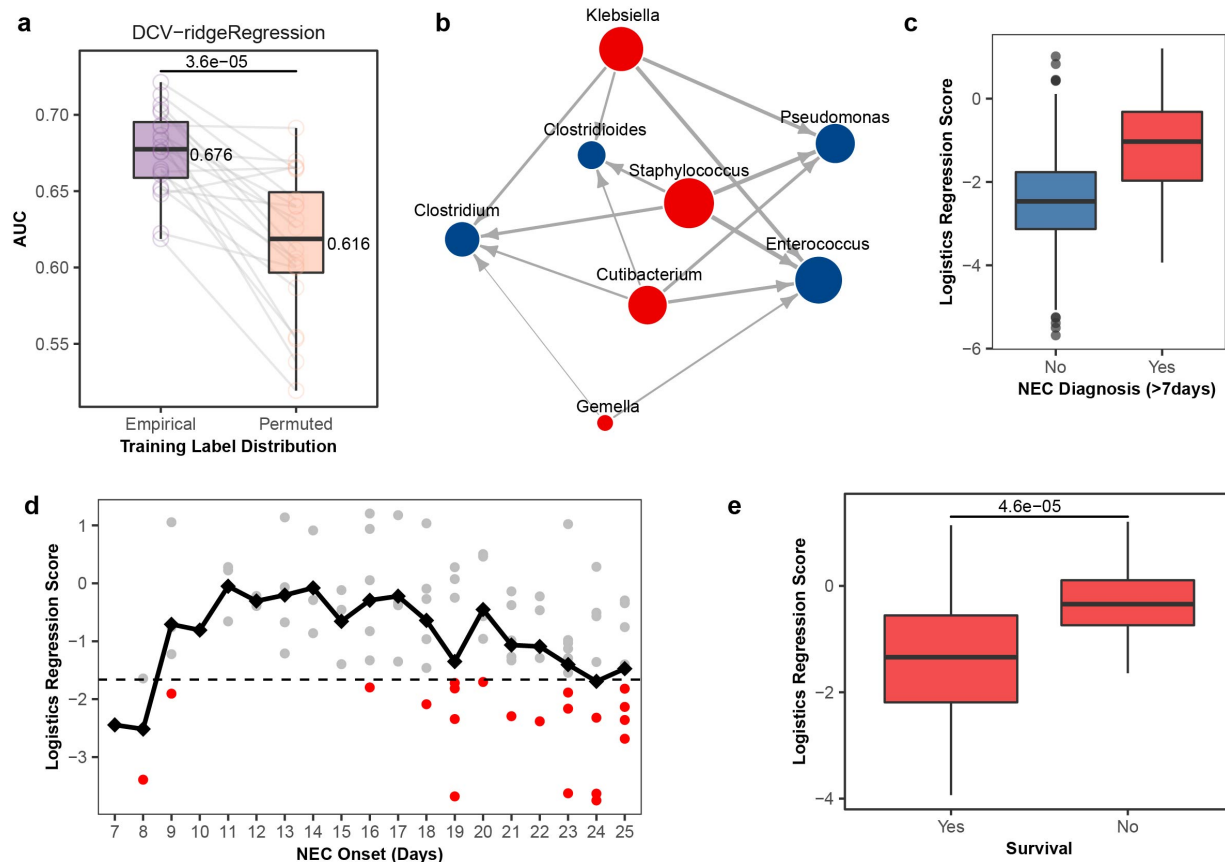 a
DCV-ridgeRegression
3.6e-05
0.70
0.65
0.60
0.55
AUC
0.676
0.616
Empirical
Permuted
Training Label Distribution
b
Klebsiella
Pseudomonas
Clostridioides
Staphylococcus
Clostridium
Enterococcus
Cutibacterium
Gemella
c
0
−2
−4
−6
Logistics Regression Score
No
Yes
NEC Diagnosis (>7days)
d
1
0
−1
−2
−3
Logistics Regression Score
7 8 9 10 11 12 13 14 15 16 17 18 19 20 21 22 23 24 25
NEC Onset (Days)
e
4.6e−05
0
−2
−4
Logistics Regression Score
Yes
No
Survival